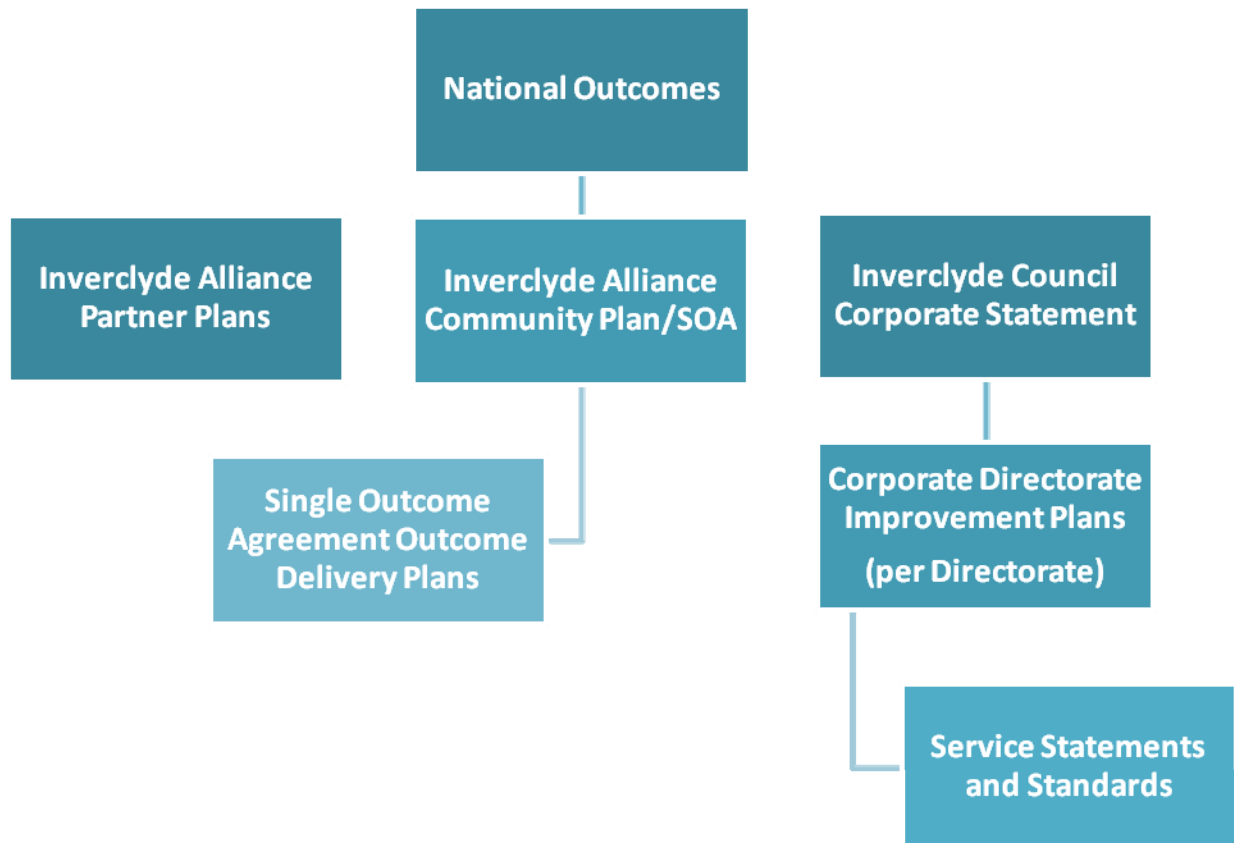 National Outcomes
Inverclyde Alliance
Partner Plans
Inverclyde Alliance
Community Plan/SOA
Inverclyde Council
Corporate Statement
Single Outcome
Agreement Outcome
Delivery Plans
Corporate Directorate
Improvement Plans
(per Directorate)
Service Statements
and Standards